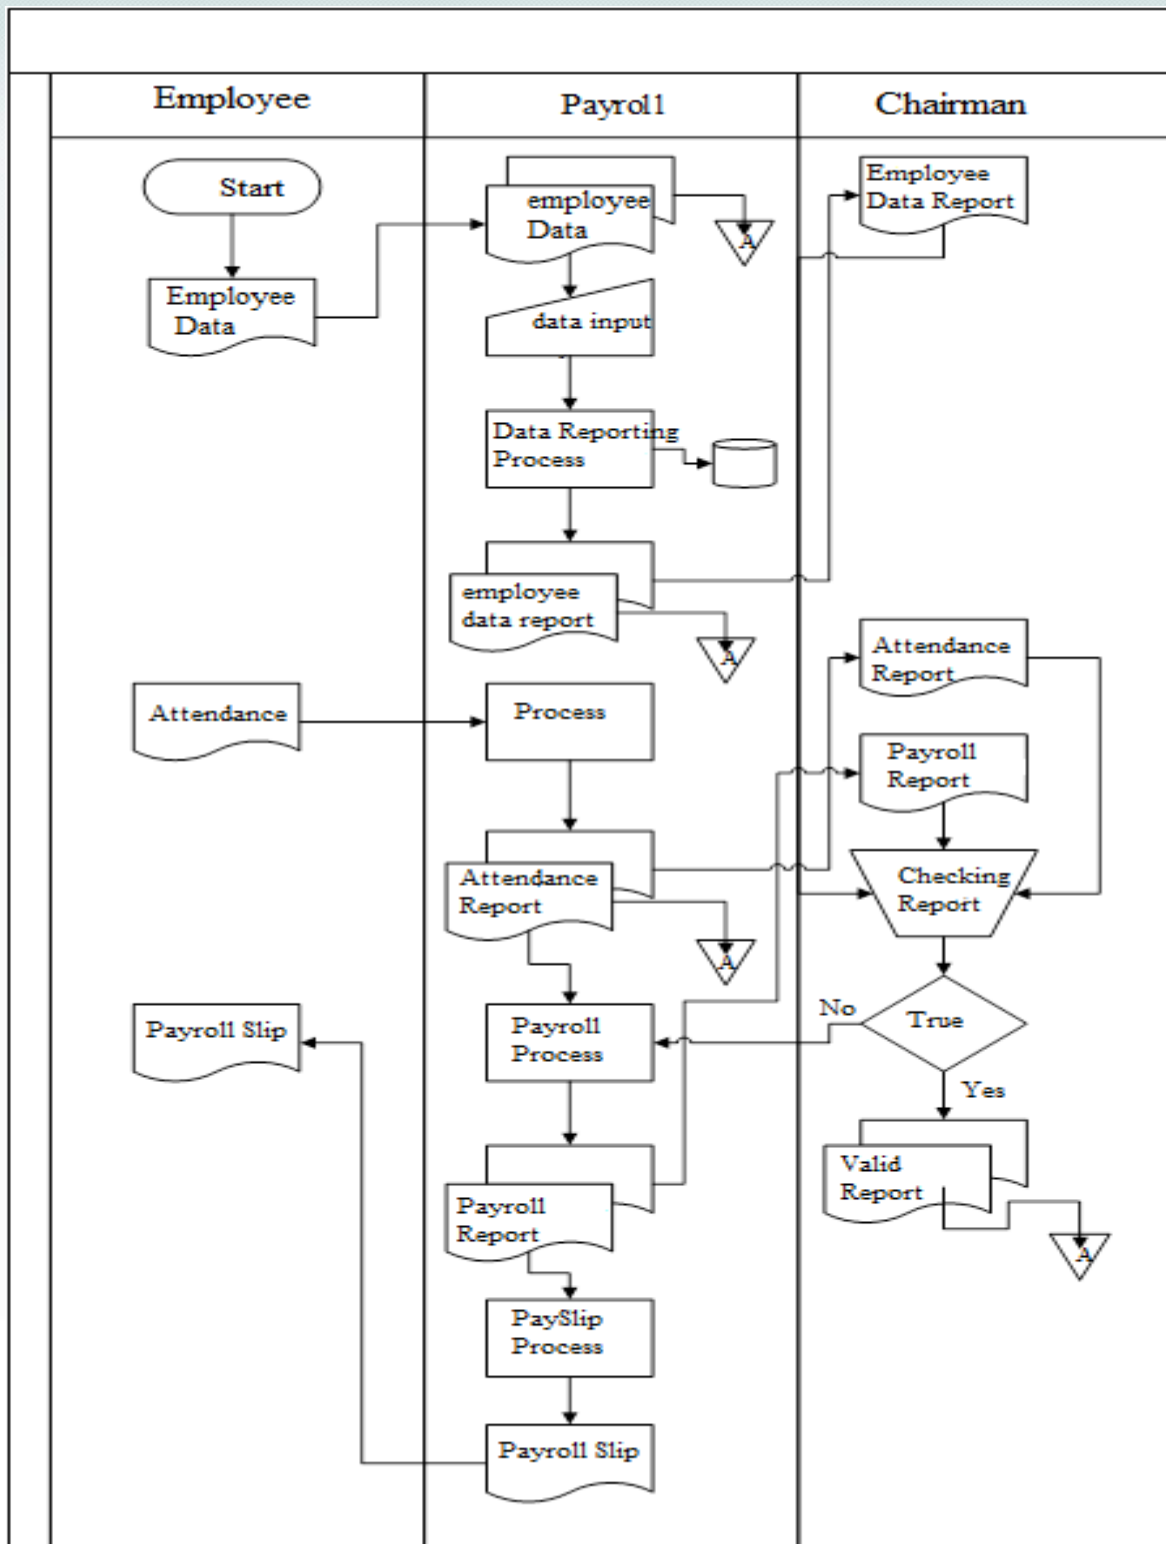 Employee
Payroll
Chairman
Start
employee
Data
A
Employee
Data Report
Employee
Data
data input
Data Reporting
Process
employee
data report
A
Attendance
Report
Attendance
Process
Payroll
Report
Attendance
Report
A
Checking
Report
Payroll Slip
Payroll
Process
No
True
Yes
Payroll
Report
Valid
Report
A
PaySlip
Process
Payroll Slip